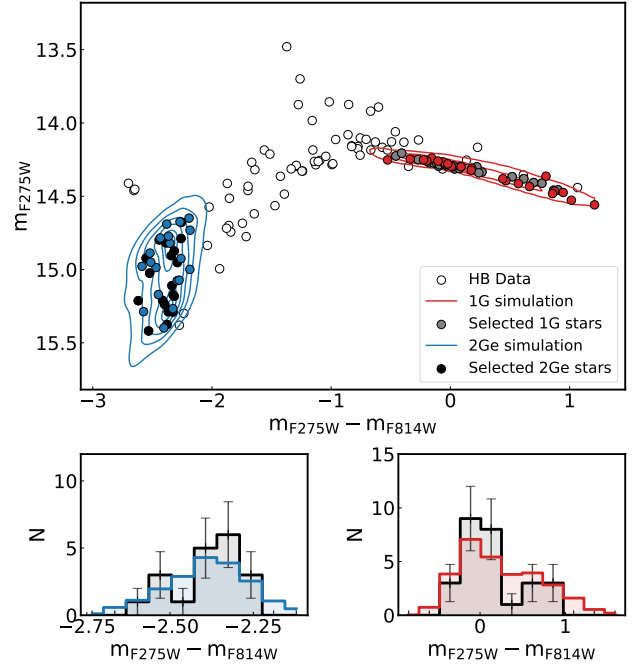 13.5
14.0
14.5
15.0
15.5
m_F275W
HB Data
1G simulation
Selected 1G stars
2Ge simulation
Selected 2Ge stars
−3 −2 −1 0 1
m_F275W − m_F814W
10
5
0
N
−2.75 −2.50 −2.25
m_F275W − m_F814W
15
10
5
0
N
0 1
m_F275W − m_F814W